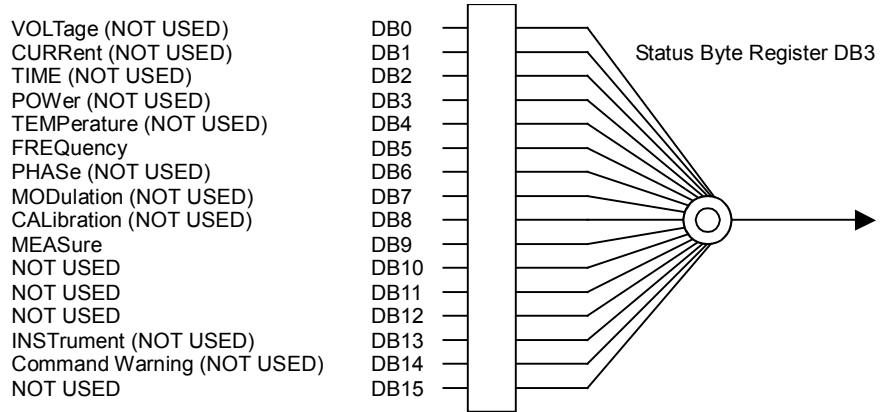 VOLTage (NOT USED) DB0
CURRent (NOT USED) DB1 Status Byte Register DB3
TIME (NOT USED) DB2
POWer (NOT USED) DB3
TEMPerature (NOT USED) DB4
FREQuency DB5
PHASe (NOT USED) DB6
MODulation (NOT USED) DB7
CALibration (NOT USED) DB8
MEASure DB9
NOT USED DB10
NOT USED DB11
NOT USED DB12
INSTrument (NOT USED) DB13
Command Warning (NOT USED) DB14
NOT USED DB15